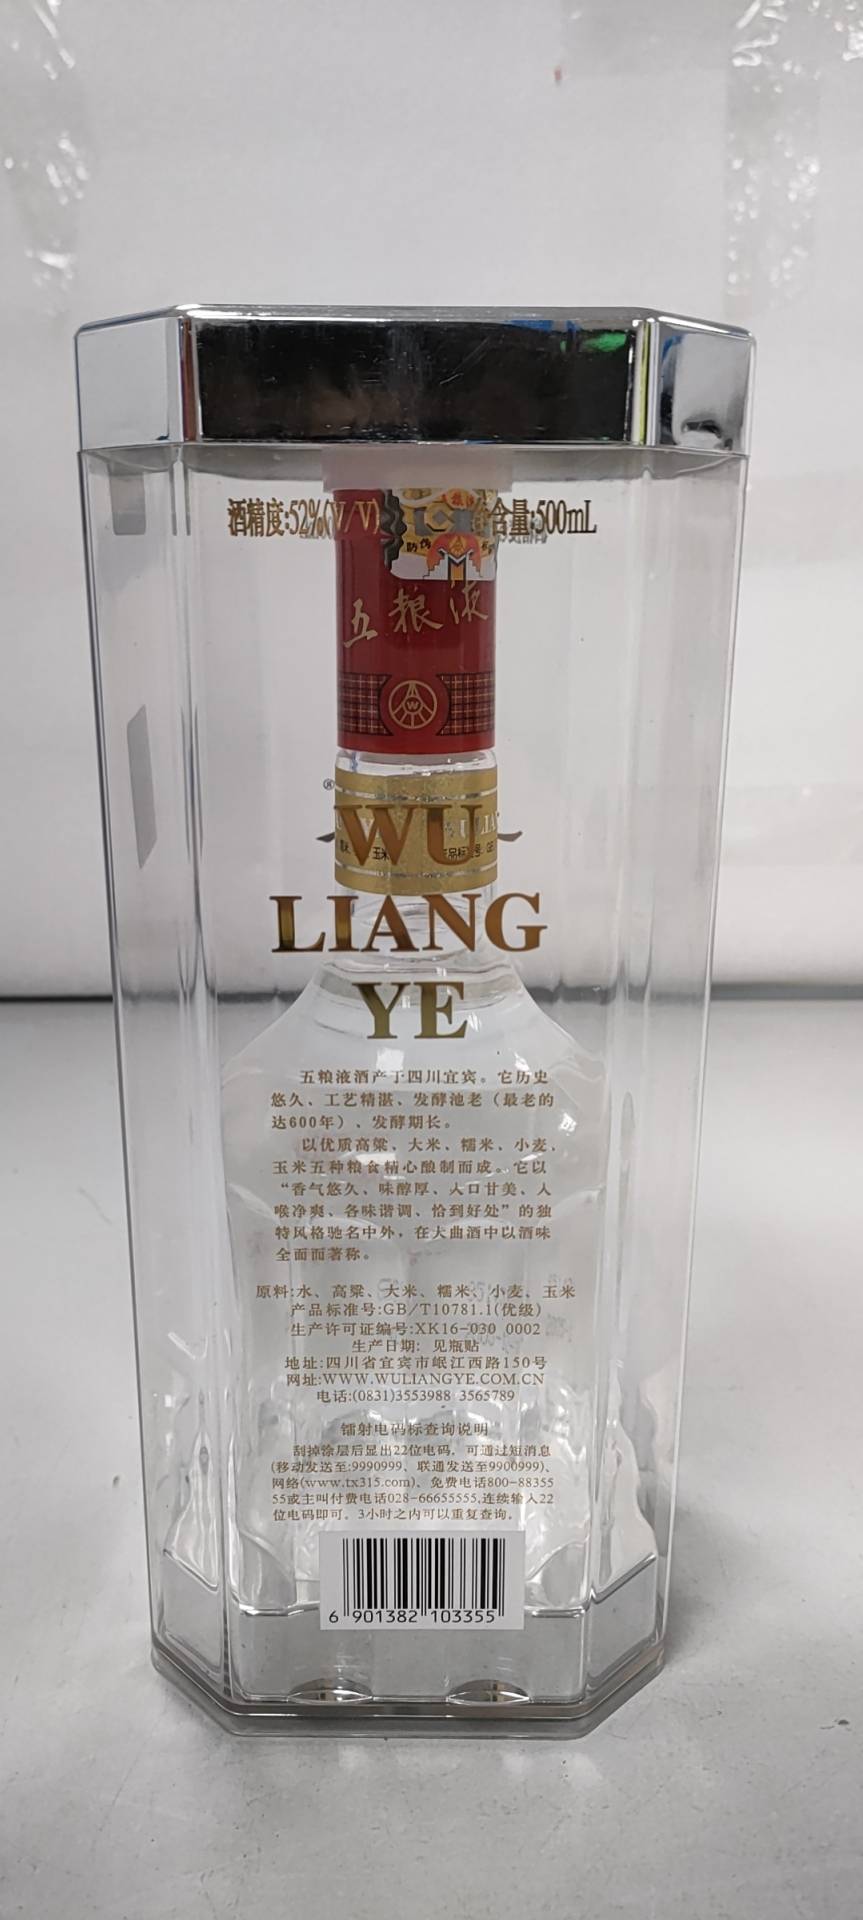 酒精度:52%(V/V)
含量:500mL
防伪
五粮液
W
®
WU
玉米
LIANG
YE
五粮液酒产于四川宜宾。它历史
悠久、工艺精湛、发酵池老（最老的
达600年）、发酵期长。
以优质高粱、大米、糯米、小麦、
玉米五种粮食精心酿制而成。它以
“香气悠久、味醇厚、入口甘美、入
喉净爽、各味谐调、恰到好处”的独
特风格驰名中外，在大曲酒中以酒味
全面而著称。
原料:水、高粱、大米、糯米、小麦、玉米
产品标准号:GB/T10781.1(优级)
生产许可证编号:XK16-030 0002
生产日期: 见瓶贴
地址:四川省宜宾市岷江西路150号
网址:WWW.WULIANGYE.COM.CN
电话:(0831)3553988 3565789
镭射电码标查询说明
刮掉涂层后显出22位电码，可通过短消息
(移动发送至:9990999、联通发送至9900999)、
网络(www.tx315.com)、免费电话800-88355
55或主叫付费电话028-66655555,连续输入22
位电码即可。3小时之内可以重复查询。
6 901382 103355